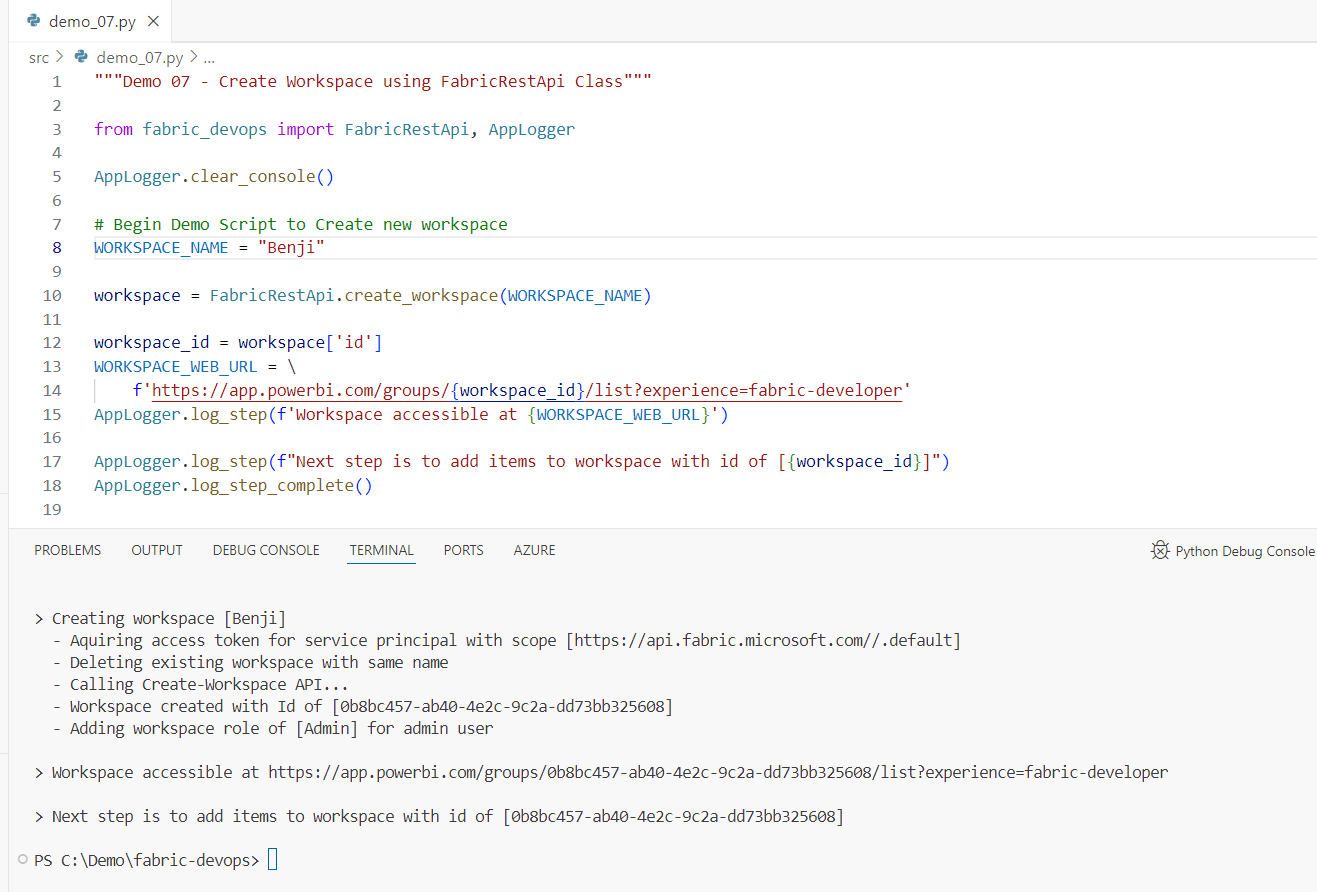 demo_07.py
src > demo_07.py > ...
1 """Demo 07 - Create Workspace using FabricRestApi Class"""
2
3 from fabric_devops import FabricRestApi, AppLogger
4
5 AppLogger.clear_console()
6
7 # Begin Demo Script to Create new workspace
8 WORKSPACE_NAME = "Benji"
9
10 workspace = FabricRestApi.create_workspace(WORKSPACE_NAME)
11
12 workspace_id = workspace['id']
13 WORKSPACE_WEB_URL = \
14     f'https://app.powerbi.com/groups/{workspace_id}/list?experience=fabric-developer'
15 AppLogger.log_step(f'Workspace accessible at {WORKSPACE_WEB_URL}')
16
17 AppLogger.log_step(f"Next step is to add items to workspace with id of [{workspace_id}]")
18 AppLogger.log_step_complete()
19
PROBLEMS OUTPUT DEBUG CONSOLE TERMINAL PORTS AZURE Python Debug Console
> Creating workspace [Benji]
  - Aquiring access token for service principal with scope [https://api.fabric.microsoft.com//.default]
  - Deleting existing workspace with same name
  - Calling Create-Workspace API...
  - Workspace created with Id of [0b8bc457-ab40-4e2c-9c2a-dd73bb325608]
  - Adding workspace role of [Admin] for admin user
> Workspace accessible at https://app.powerbi.com/groups/0b8bc457-ab40-4e2c-9c2a-dd73bb325608/list?experience=fabric-developer
> Next step is to add items to workspace with id of [0b8bc457-ab40-4e2c-9c2a-dd73bb325608]
PS C:\Demo\fabric-devops>